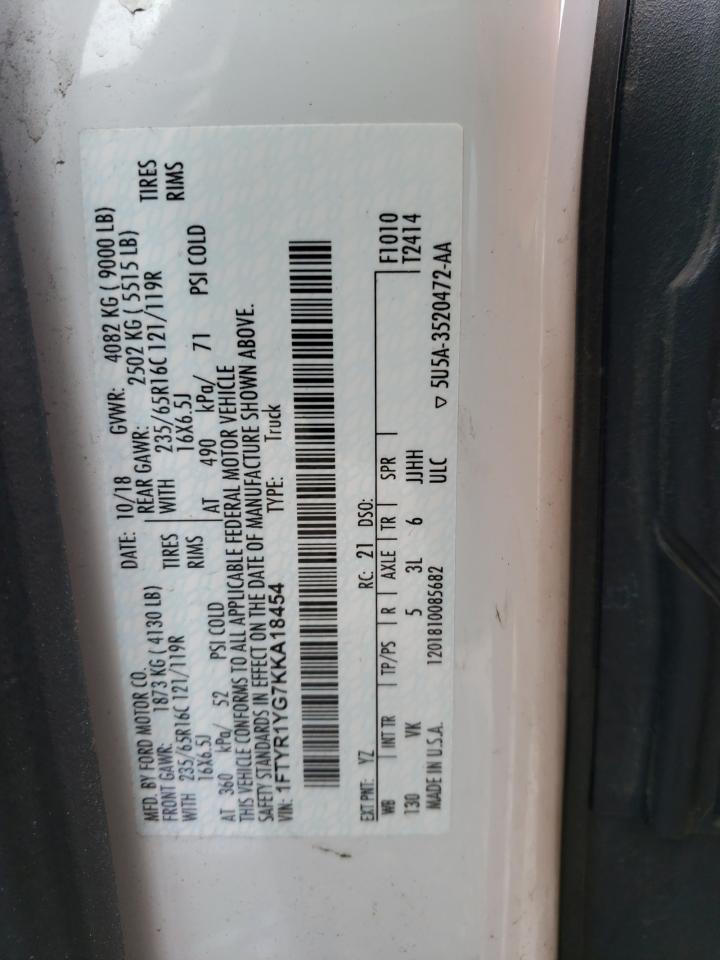 MFD. BY FORD MOTOR CO. DATE: 10/18 GVWR: 4082 KG ( 9000 LB)
FRONT GAWR: 1873 KG ( 4130 LB) REAR GAWR: 2502 KG ( 5515 LB)
WITH 235/65R16C 121/119R TIRES WITH 235/65R16C 121/119R TIRES
16X6.5J RIMS 16X6.5J RIMS
AT 360 kPa/ 52 PSI COLD AT 490 kPa/ 71 PSI COLD
THIS VEHICLE CONFORMS TO ALL APPLICABLE FEDERAL MOTOR VEHICLE
SAFETY STANDARDS IN EFFECT ON THE DATE OF MANUFACTURE SHOWN ABOVE.
VIN: 1FTYR1YG7KKA18454 TYPE: Truck
EXT PNT: YZ RC: 21 DSO:
WB INT TR TP/PS R AXLE TR SPR F1010
130 VK 5 3L 6 JJHH T2414
MADE IN U.S.A. 1201810085682 ULC ▽ 5U5A-3520472-AA